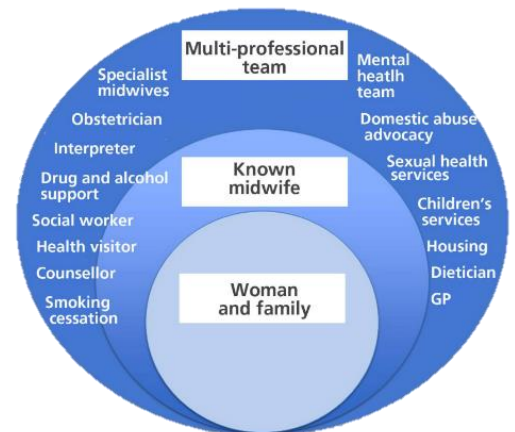 Multi-professional
team
Specialist
midwives
Obstetrician
Interpreter
Drug and alcohol
support
Social worker
Health visitor
Counsellor
Smoking
cessation
Mental
heatlh
team
Domestic abuse
advocacy
Sexual health
services
Children's
services
Housing
Dietician
GP
Known
midwife
Woman
and family